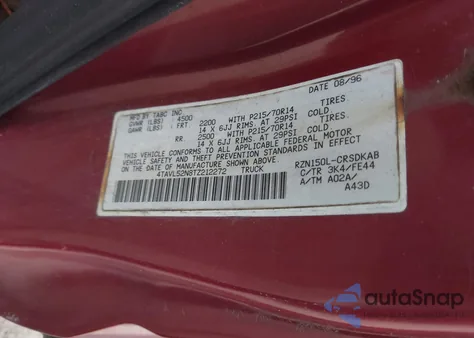 MFD BY TABC INC. DATE 08/96
GVWR (LBS) 4500
GAWR (LBS) FRT 2200 WITH P215/70R14 TIRES
14 X 6JJ RIMS. AT 29PSI COLD.
RR. 2500 WITH P215/70R14 TIRES
14 X 6JJ RIMS. AT 29PSI COLD.
THIS VEHICLE CONFORMS TO ALL APPLICABLE FEDERAL MOTOR
VEHICLE SAFETY AND THEFT PREVENTION STANDARDS IN EFFECT ON THE
DATE OF MANUFACTURE SHOWN ABOVE.
4TAVL52N8TZ212272 TRUCK RZN150L-CRSDKAB
C/TR 3K4/FE44
A/TM A02A/
A43D
autoSnap